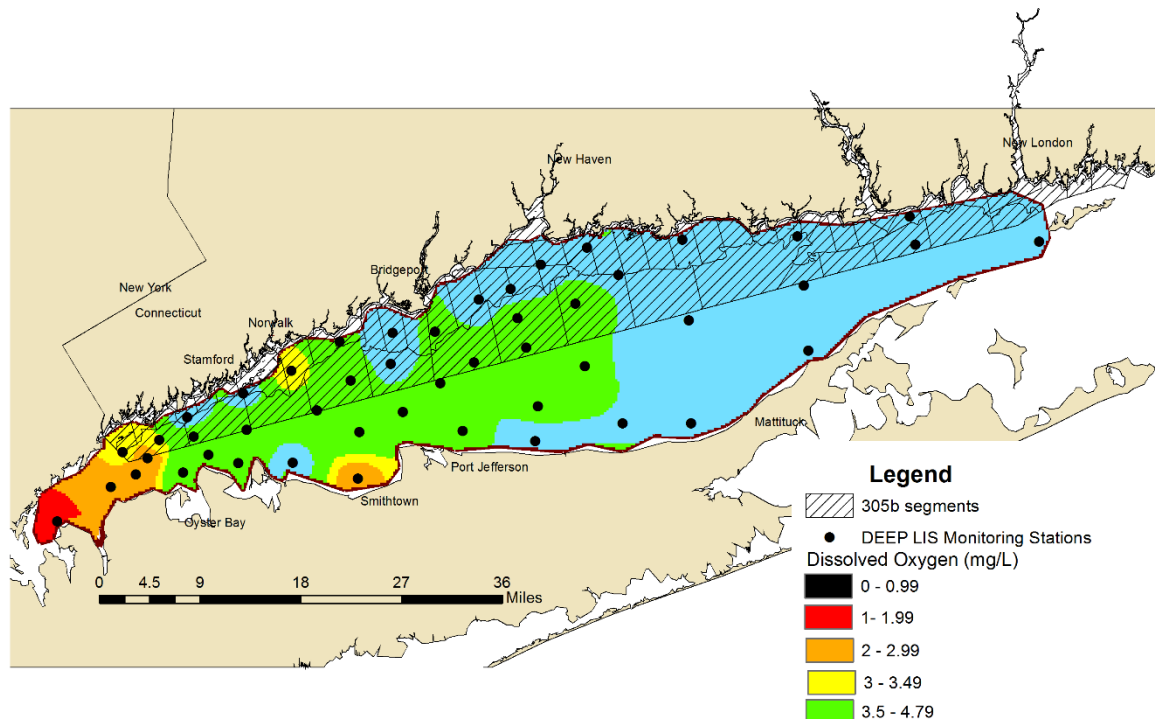 New London
New Haven
Bridgeport
New York
Connecticut
Norwalk
Stamford
Mattituck
Port Jefferson
Smithtown
Oyster Bay
0 4.5 9 18 27 36
Miles
Legend
305b segments
DEEP LIS Monitoring Stations
Dissolved Oxygen (mg/L)
0 - 0.99
1- 1.99
2 - 2.99
3 - 3.49
3.5 - 4.79